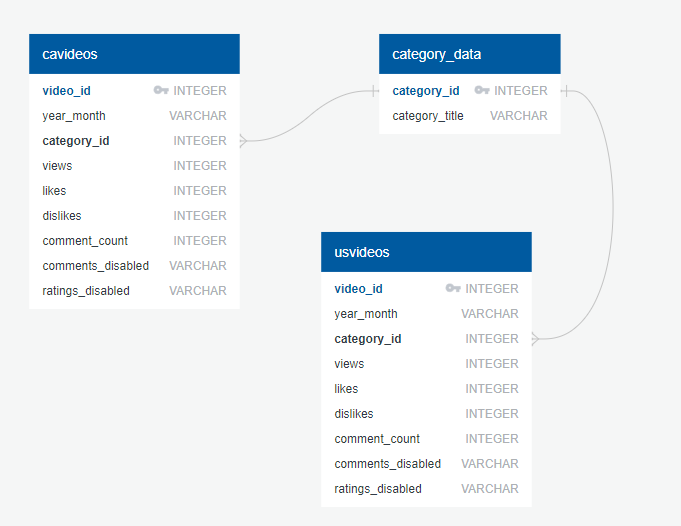 cavideos
video_id INTEGER
year_month VARCHAR
category_id INTEGER
views INTEGER
likes INTEGER
dislikes INTEGER
comment_count INTEGER
comments_disabled VARCHAR
ratings_disabled VARCHAR
category_data
category_id INTEGER
category_title VARCHAR
usvideos
video_id INTEGER
year_month VARCHAR
category_id INTEGER
views INTEGER
likes INTEGER
dislikes INTEGER
comment_count INTEGER
comments_disabled VARCHAR
ratings_disabled VARCHAR